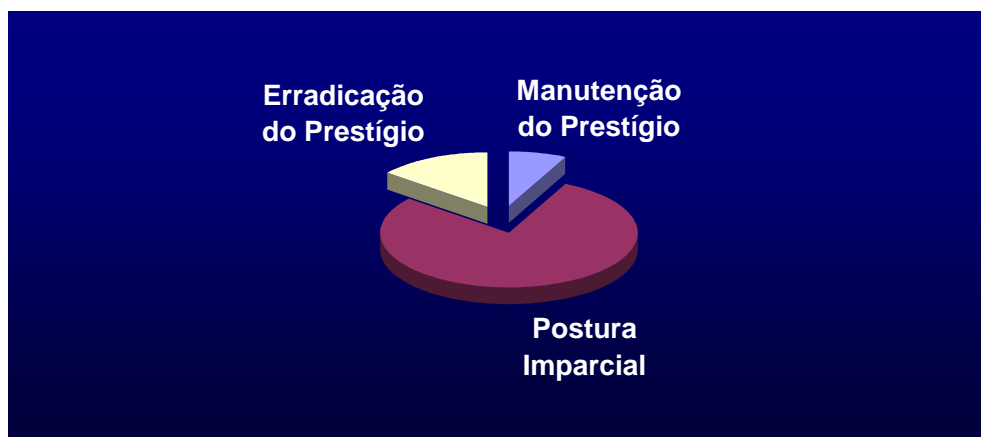 Erradicação
do Prestígio
Manutenção
do Prestígio
Postura
Imparcial